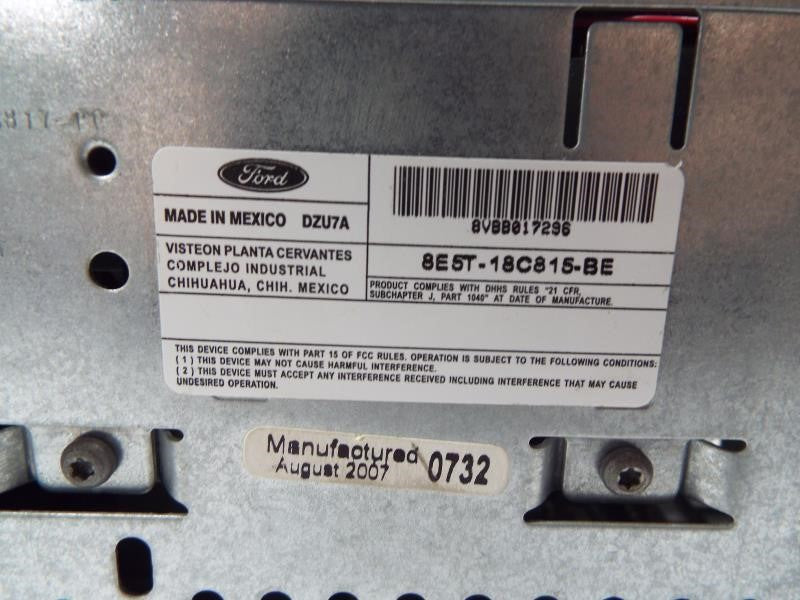 Ford
MADE IN MEXICO DZU7A
VISTEON PLANTA CERVANTES
COMPLEJO INDUSTRIAL
CHIHUAHUA, CHIH. MEXICO
8VBB017296
8E5T-18C815-BE
PRODUCT COMPLIES WITH DHHS RULES "21 CFR,
SUBCHAPTER J, PART 1040" AT DATE OF MANUFACTURE.
THIS DEVICE COMPLIES WITH PART 15 OF FCC RULES. OPERATION IS SUBJECT TO THE FOLLOWING CONDITIONS:
( 1 ) THIS DEVICE MAY NOT CAUSE HARMFUL INTERFERENCE.
( 2 ) THIS DEVICE MUST ACCEPT ANY INTERFERENCE RECEIVED INCLUDING INTERFERENCE THAT MAY CAUSE
UNDESIRED OPERATION.
Manufactured
August 2007 0732